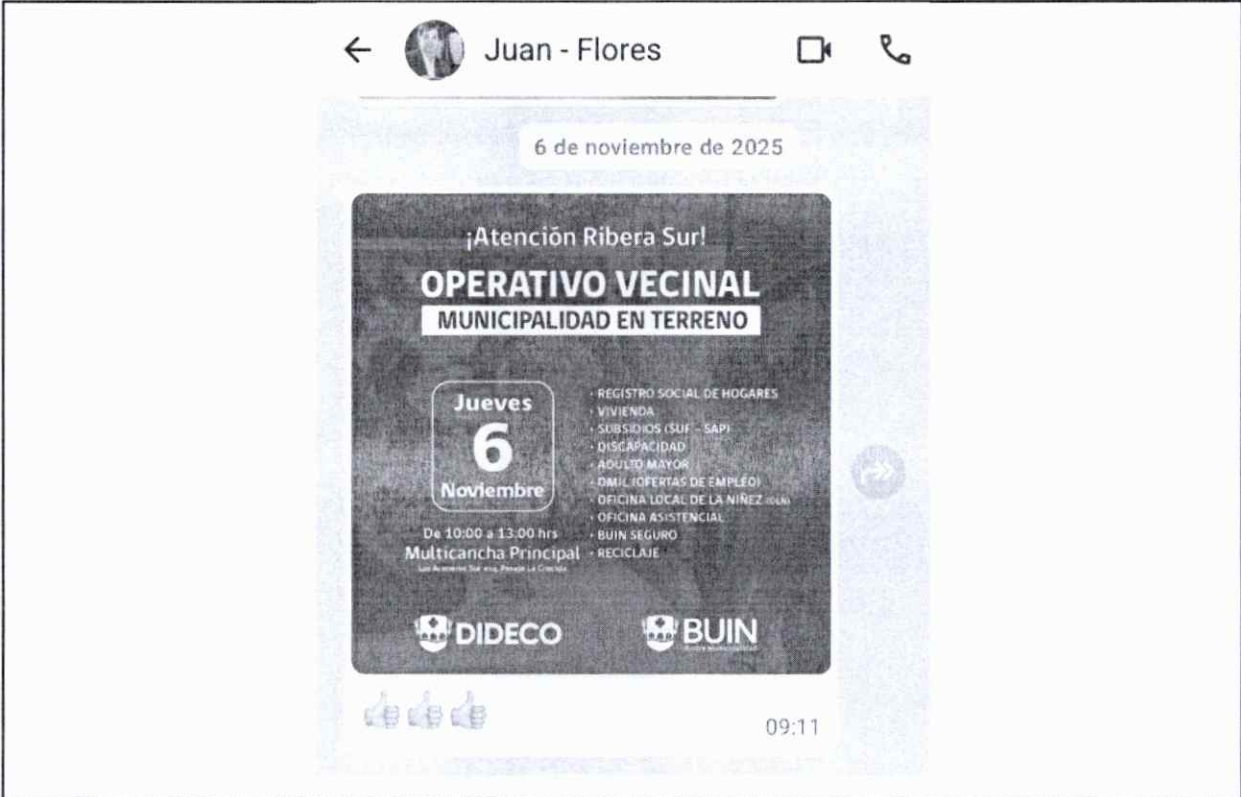 Juan - Flores
6 de noviembre de 2025
¡Atención Ribera Sur!
OPERATIVO VECINAL
MUNICIPALIDAD EN TERRENO
Jueves
6
Noviembre
De 10:00 a 13:00 hrs
Multicancha Principal
· REGISTRO SOCIAL DE HOGARES
· VIVIENDA
· SUBSIDIOS (SUF - SAP)
· DISCAPACIDAD
· ADULTO MAYOR
· OMIL (OFERTAS DE EMPLEO)
· OFICINA LOCAL DE LA NIÑEZ (OLN)
· OFICINA ASISTENCIAL
· BUIN SEGURO
· RECICLAJE
DIDECO
BUIN
👍👍👍
09:11